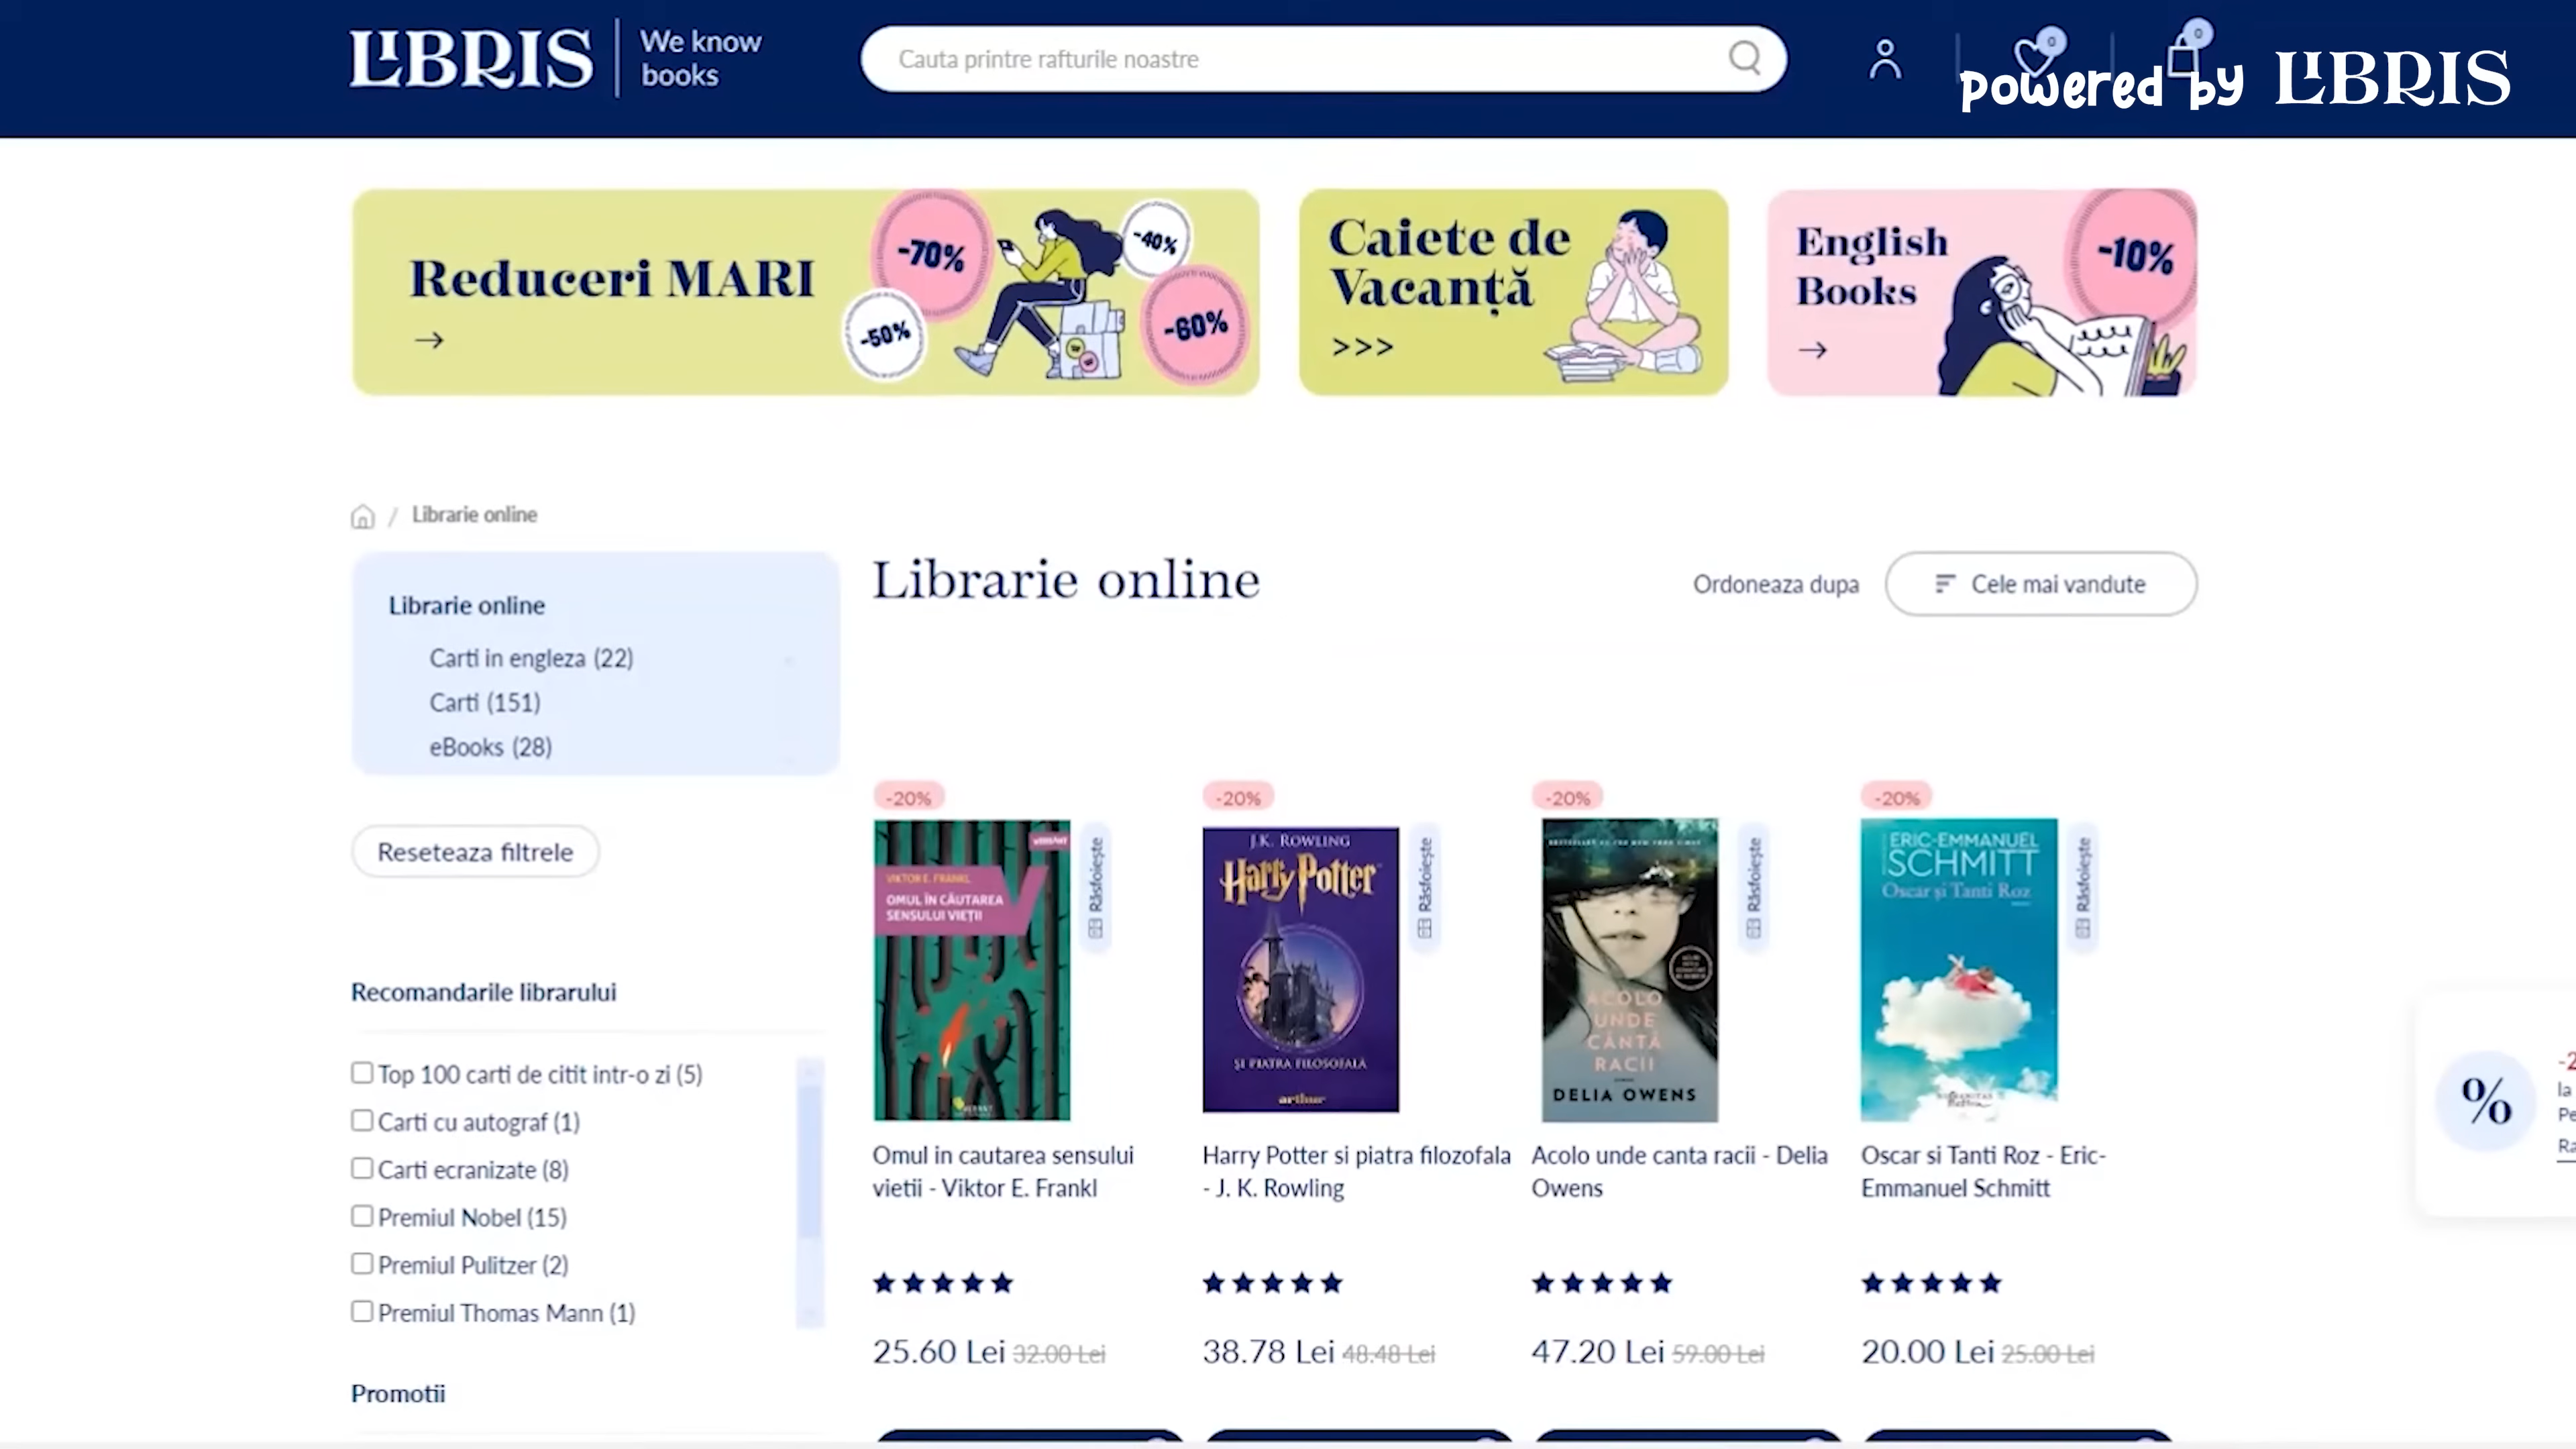 LIBRIS
We know
books
Cauta printre rafturile noastre
0
0
powered by LIBRIS
Reduceri MARI
-70%
-40%
-50%
-60%
Caiete de
Vacanță
>>>
English
Books
-10%
/ Librarie online
Librarie online
Carti in engleza (22)
Carti (151)
eBooks (28)
Reseteaza filtrele
Recomandarile librarului
Top 100 carti de citit intr-o zi (5)
Carti cu autograf (1)
Carti ecranizate (8)
Premiul Nobel (15)
Premiul Pulitzer (2)
Premiul Thomas Mann (1)
Promotii
Librarie online
Ordoneaza dupa
Cele mai vandute
-20%
VIKTOR E. FRANKL
OMUL ÎN CĂUTAREA
SENSULUI VIEȚII
Răsfoiește
Omul in cautarea sensului
vietii - Viktor E. Frankl
25.60 Lei 32.00 Lei
-20%
J.K. ROWLING
Harry Potter
ȘI PIATRA FILOSOFALĂ
arthur
Răsfoiește
Harry Potter si piatra filozofala
- J. K. Rowling
38.78 Lei 48.48 Lei
-20%
ACOLO
UNDE
CÂNTĂ
RACII
DELIA OWENS
Răsfoiește
Acolo unde canta racii - Delia
Owens
47.20 Lei 59.00 Lei
-20%
ERIC-EMMANUEL
SCHMITT
Oscar și Tanti Roz
Răsfoiește
Oscar si Tanti Roz - Eric-
Emmanuel Schmitt
20.00 Lei 25.00 Lei
%
-2
la
Pe
Ra